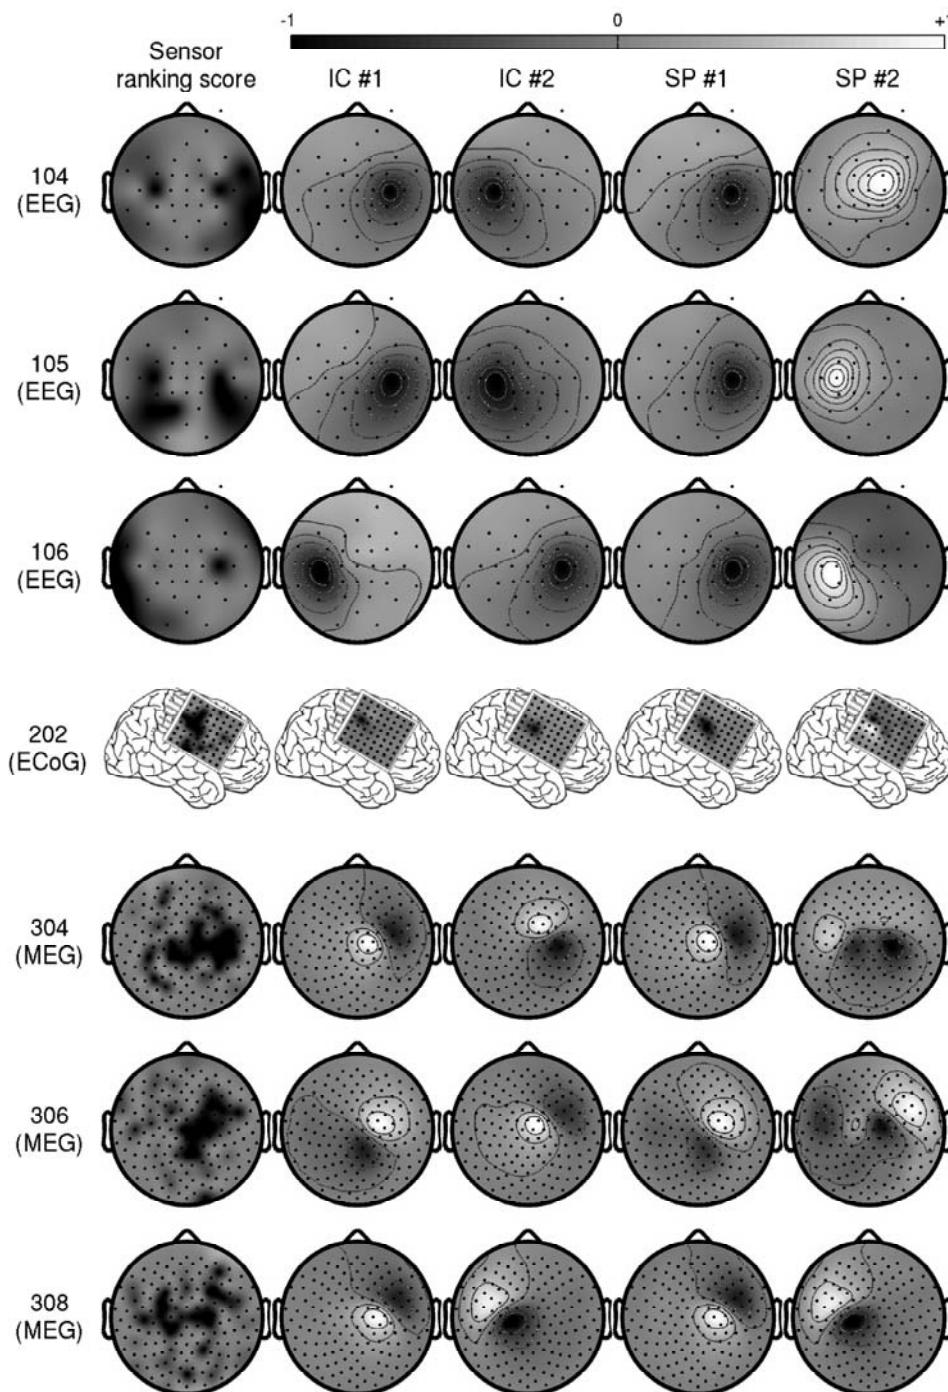 -1 0 +1
Sensor
ranking score IC #1 IC #2 SP #1 SP #2
104
(EEG)
105
(EEG)
106
(EEG)
202
(ECoG)
304
(MEG)
306
(MEG)
308
(MEG)